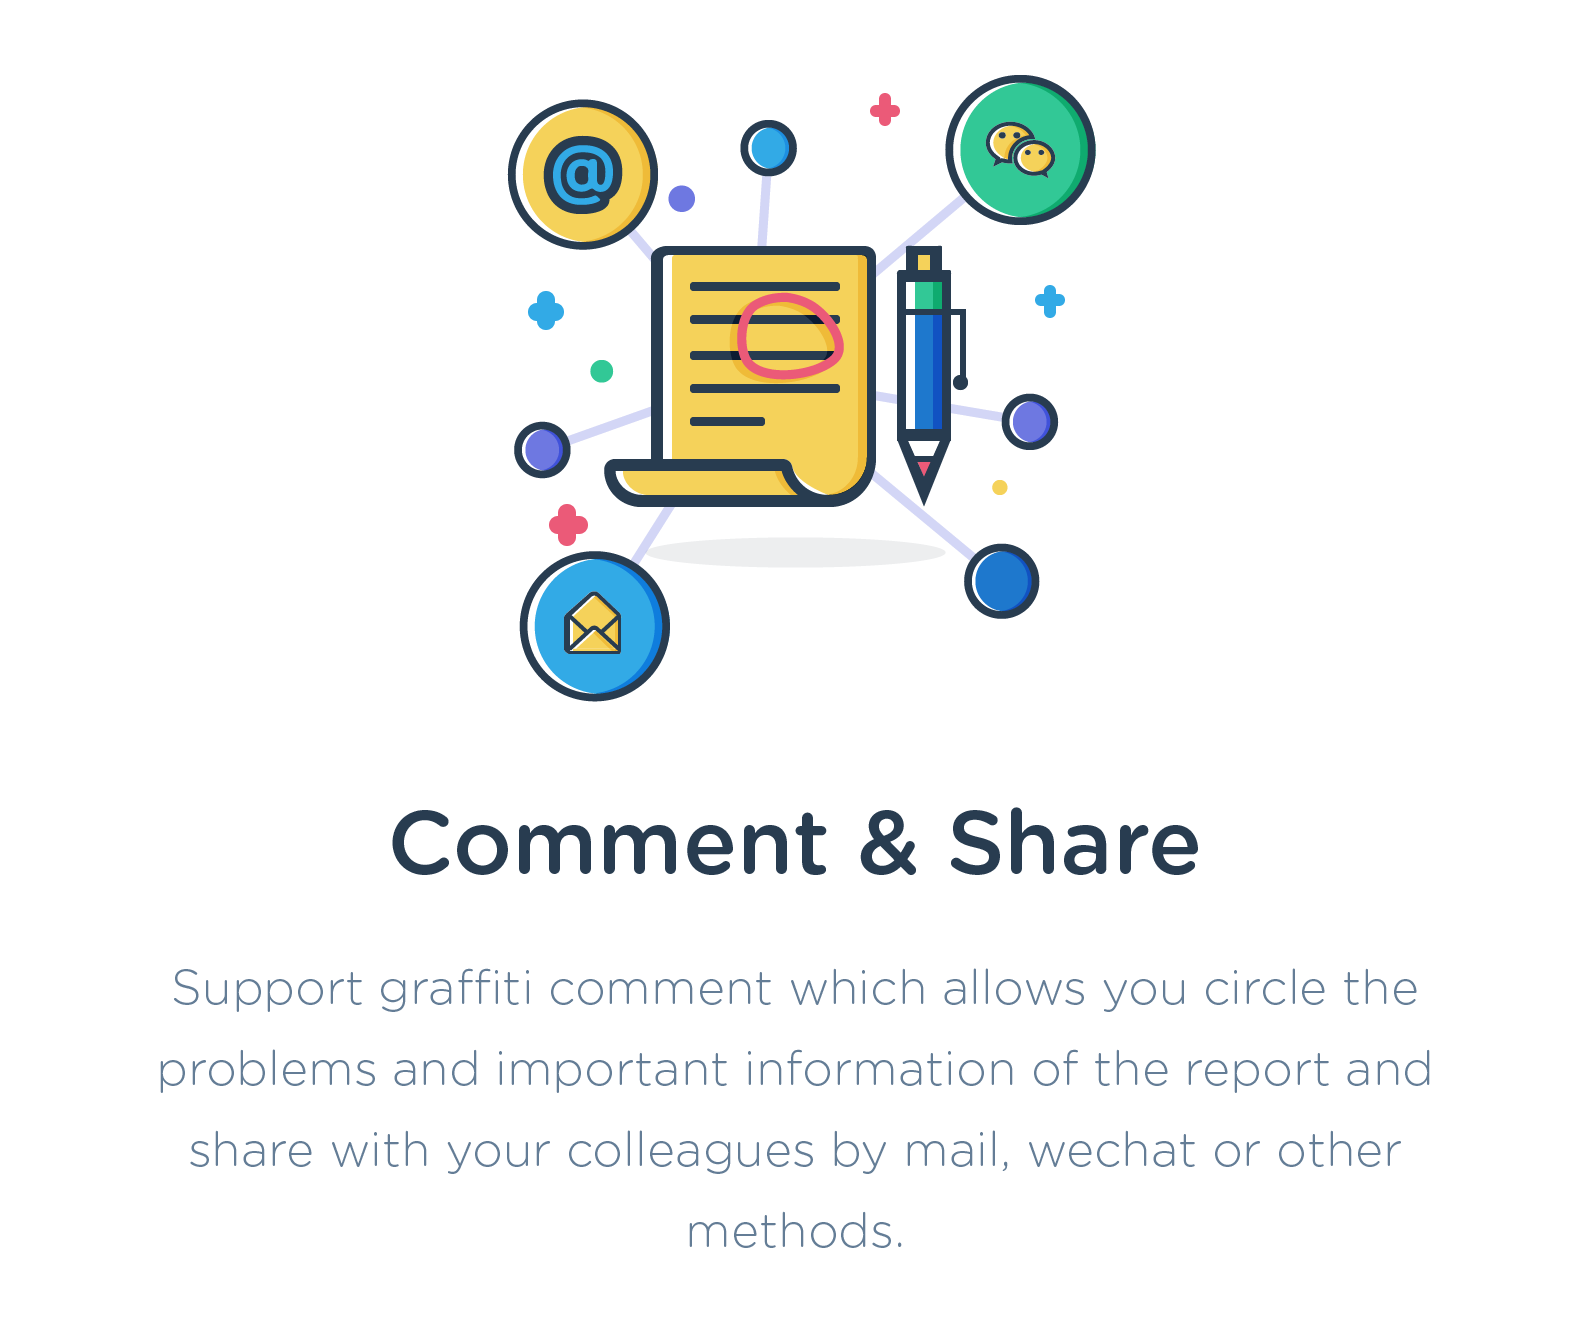 @
Comment & Share
Support graffiti comment which allows you circle the
problems and important information of the report and
share with your colleagues by mail, wechat or other
methods.